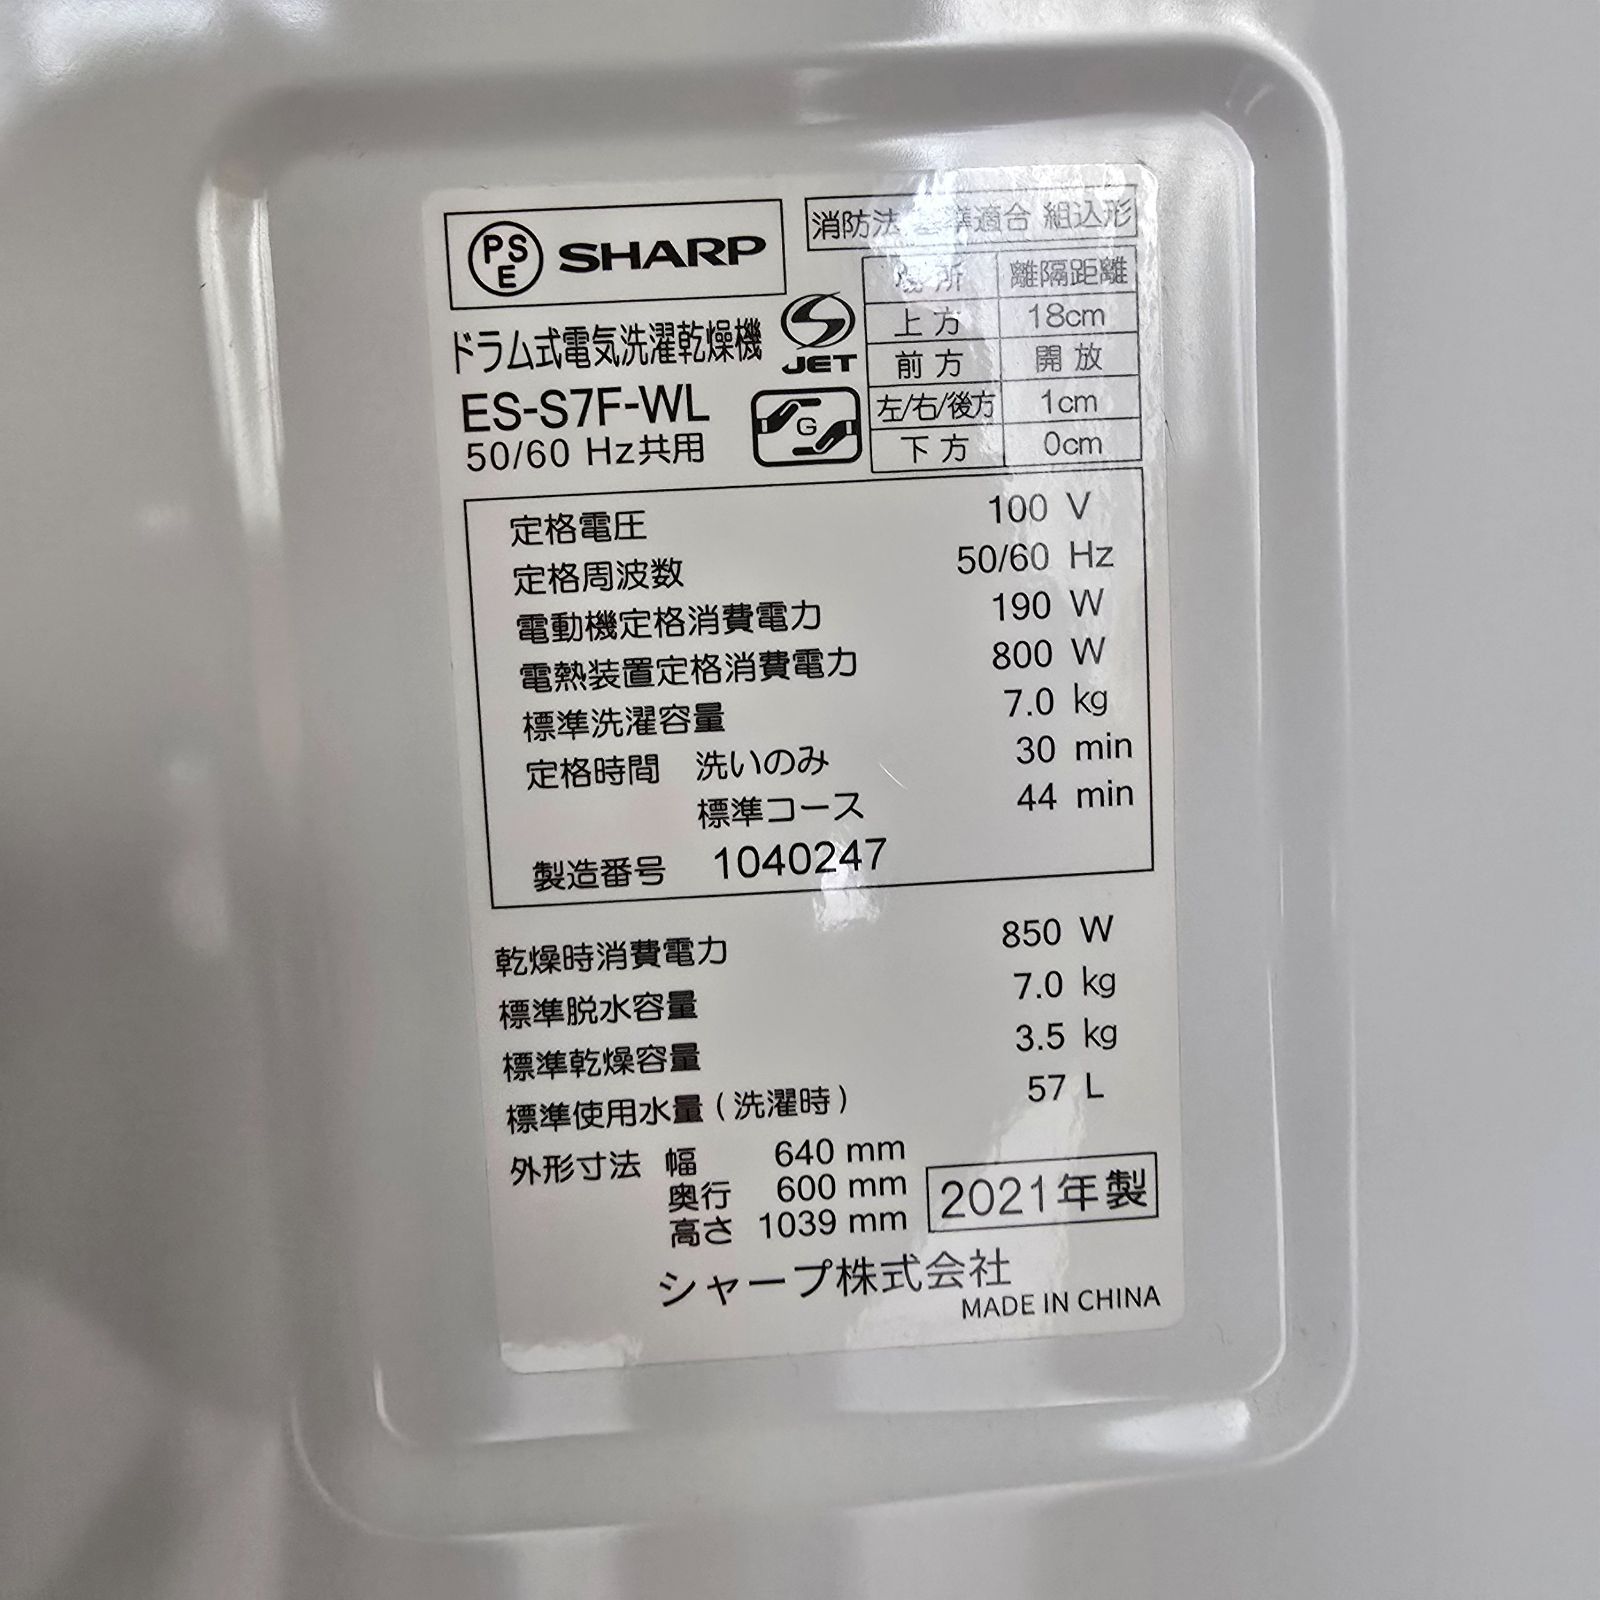 PSE SHARP
消防法 基準適合 組込形
場所 離隔距離
上方 18cm
前方 開放
左/右/後方 1cm
下方 0cm
ドラム式電気洗濯乾燥機
JET
ES-S7F-WL
G
50/60 Hz共用
定格電圧 100 V
定格周波数 50/60 Hz
電動機定格消費電力 190 W
電熱装置定格消費電力 800 W
標準洗濯容量 7.0 kg
定格時間 洗いのみ 30 min
標準コース 44 min
製造番号 1040247
乾燥時消費電力 850 W
標準脱水容量 7.0 kg
標準乾燥容量 3.5 kg
標準使用水量(洗濯時) 57 L
外形寸法 幅 640 mm
奥行 600 mm
高さ 1039 mm
2021年製
シャープ株式会社
MADE IN CHINA